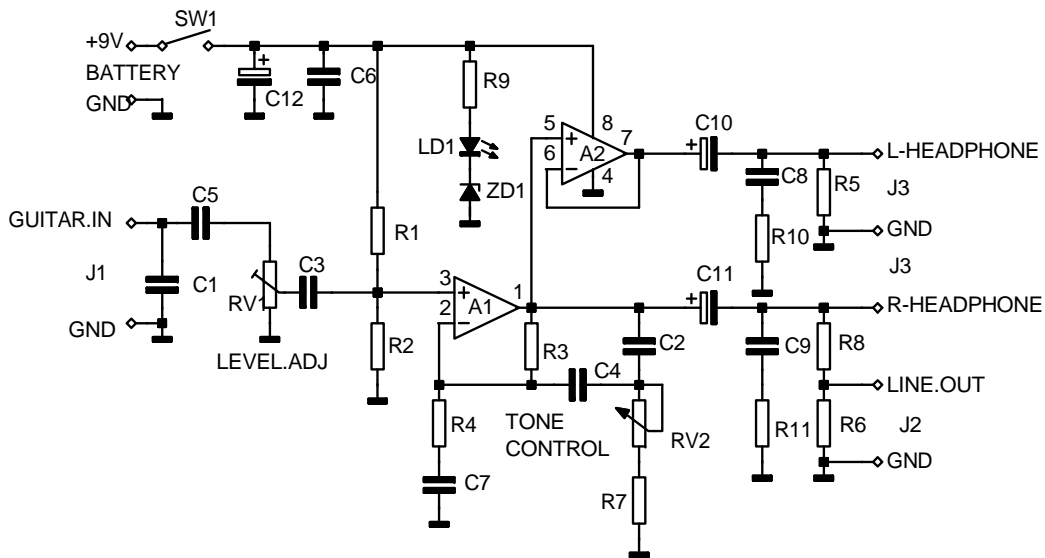 SW1
+9V
BATTERY
GND
C12
C6
R9
LD1
ZD1
5
6
8
7
4
A2
C10
L-HEADPHONE
C8
R5
J3
R10
GND
J3
GUITAR.IN
C5
J1
C1
RV1
C3
GND
LEVEL.ADJ
R1
R2
3
2
1
A1
C11
R-HEADPHONE
R3
C2
C9
R8
C4
LINE.OUT
R4
TONE
CONTROL
RV2
R11
R6
J2
C7
R7
GND
+
+
+
+
+
−
−